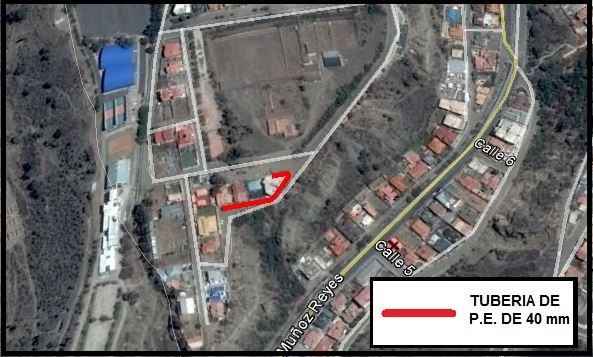 Calle 6
Calle 5
Muñoz Reyes
TUBERIA DE
P.E. DE 40 mm